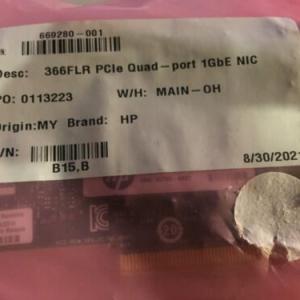 669280-001
Desc: 366FLR PCIe Quad-port 1GbE NIC
PO: 0113223 W/H: MAIN-OH
Origin:MY Brand: HP
/N:
B15,B
8/30/2021
20